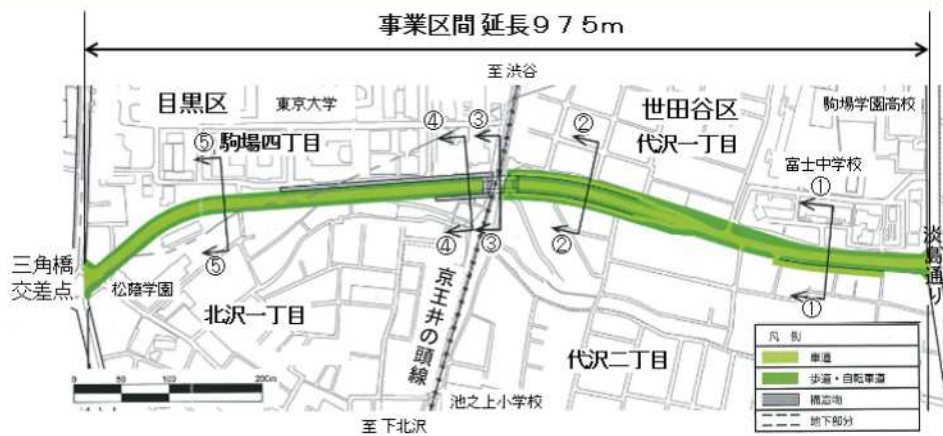 事業区間 延長９７５ｍ
至 渋谷
目黒区
東京大学
世田谷区
駒場学園高校
④
③
②
⑤
駒場四丁目
代沢一丁目
富士中学校
①
④
③
②
⑤
三角橋
交差点
松蔭学園
淡島通り
①
北沢一丁目
京王井の頭線
代沢二丁目
凡 例
車道
歩道・自転車道
構造物
地下部分
0 50 100 200m
池之上小学校
至 下北沢